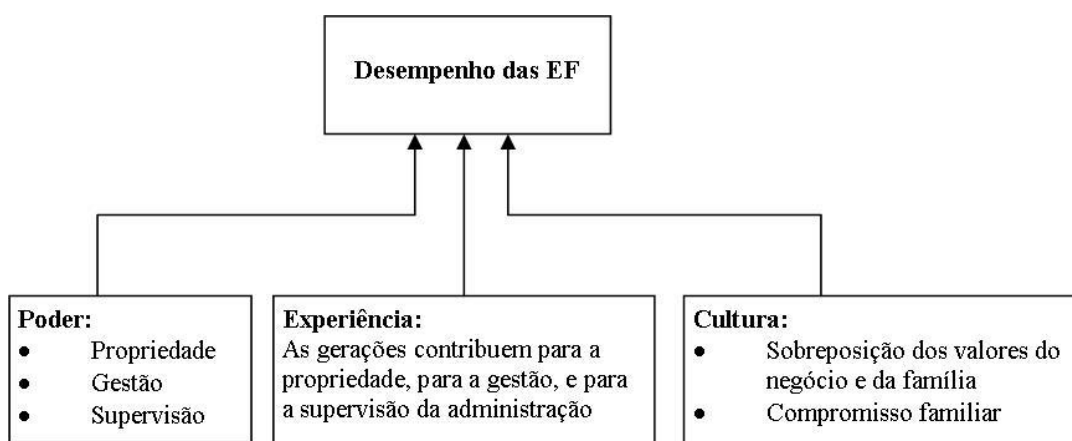 Desempenho das EF
Poder:
● Propriedade
● Gestão
● Supervisão
Experiência:
As gerações contribuem para a
propriedade, para a gestão, e para
a supervisão da administração
Cultura:
● Sobreposição dos valores do
negócio e da família
● Compromisso familiar